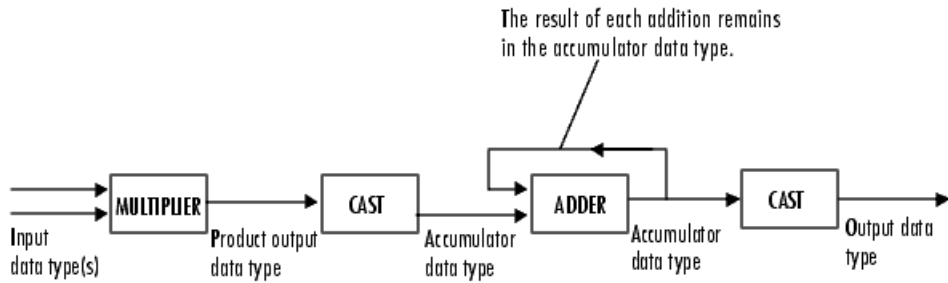 The result of each addition remains
in the accumulator data type.
MULTIPLIER
CAST
ADDER
CAST
Input
data type(s)
Product output
data type
Accumulator
data type
Accumulator
data type
Output data
type